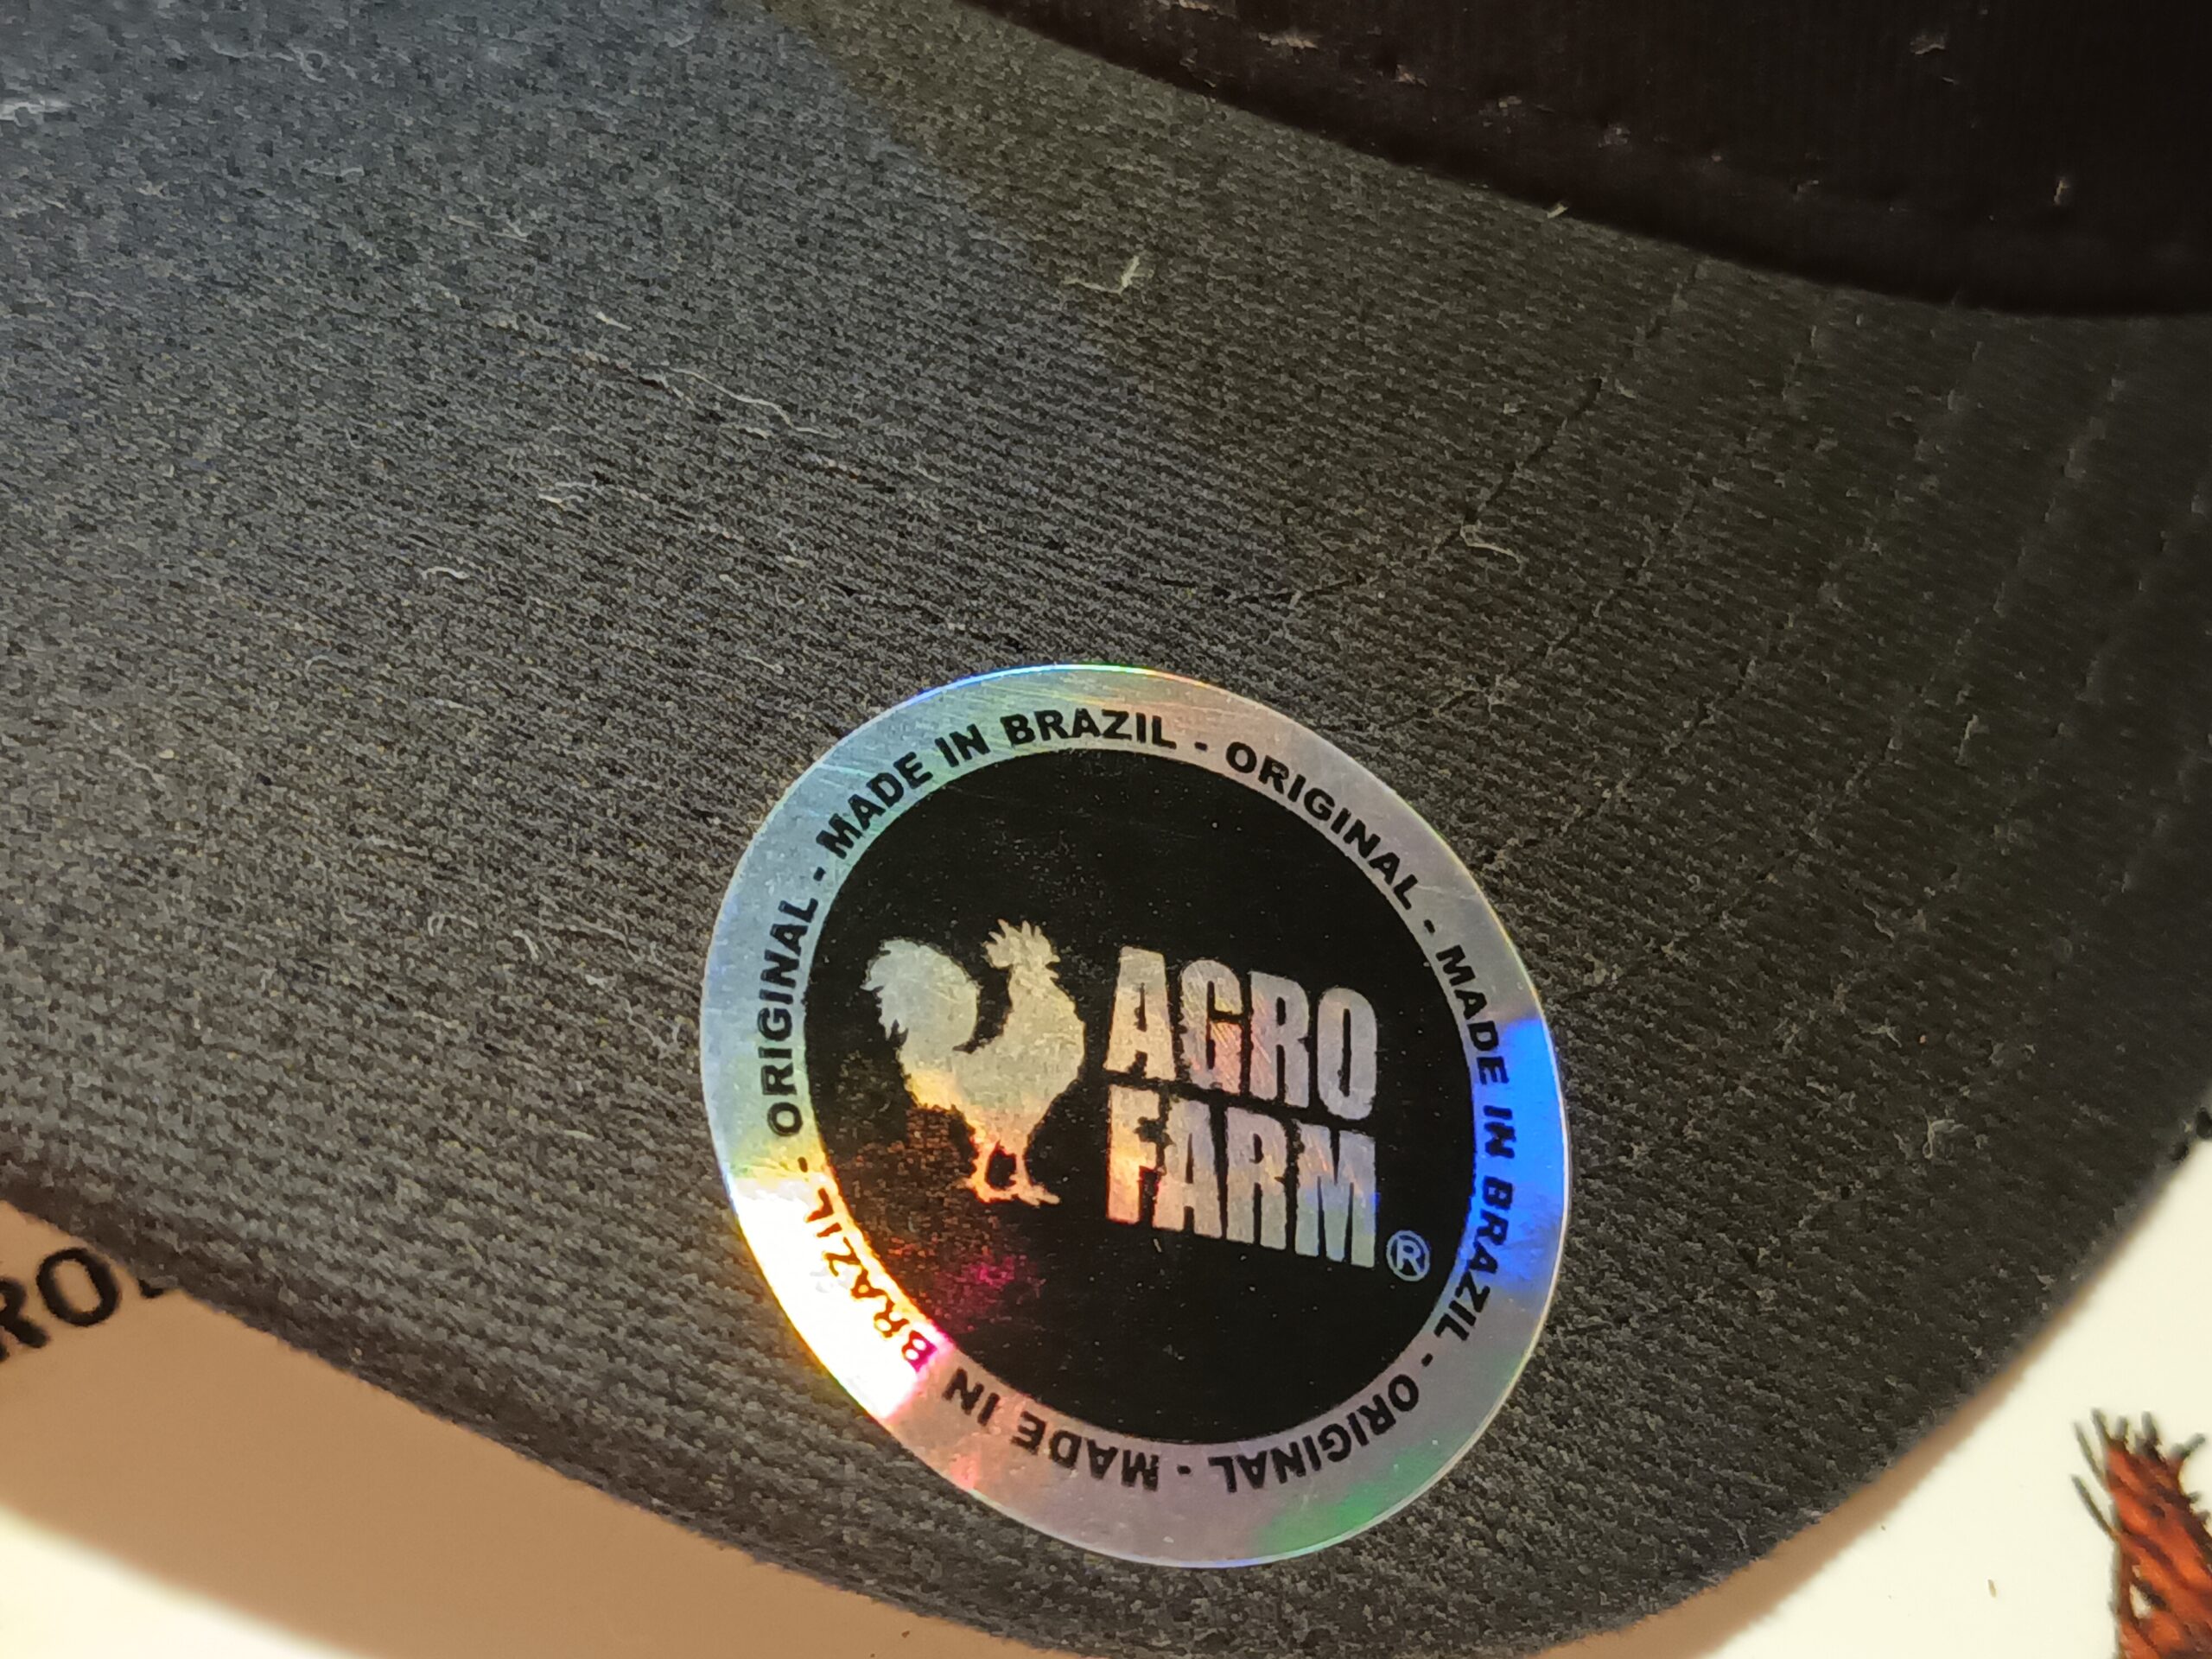 MADE IN BRAZIL - ORIGINAL - MADE IN BRAZIL - ORIGINAL - MADE IN BRAZIL - ORIGINAL -
AGRO
FARM®